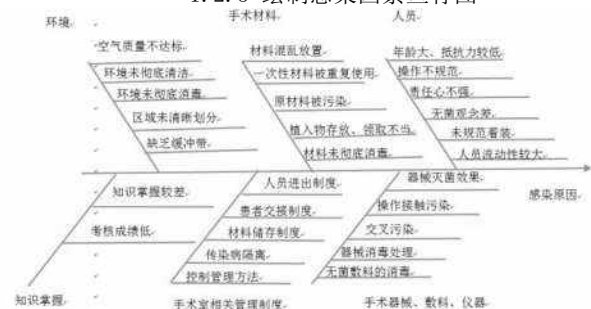 环境
手术材料
人员
空气质量不达标
环境未彻底清洁
环境未彻底消毒
区域未清晰划分
缺乏缓冲带
材料混乱放置
一次性材料被重复使用
原材料被污染
植入物存放、领取不当
材料未彻底消毒
年龄大、抵抗力较低
操作不规范
责任心不强
无菌观念差
未规范着装
人员流动性较大
感染原因
知识掌握较差
考核成绩低
知识掌握
人员进出制度
患者交接制度
材料储存制度
传染病隔离
控制管理方法
手术室相关管理制度
器械灭菌效果
操作接触污染
交叉污染
器械消毒处理
无菌敷料的消毒
手术器械、敷料、仪器